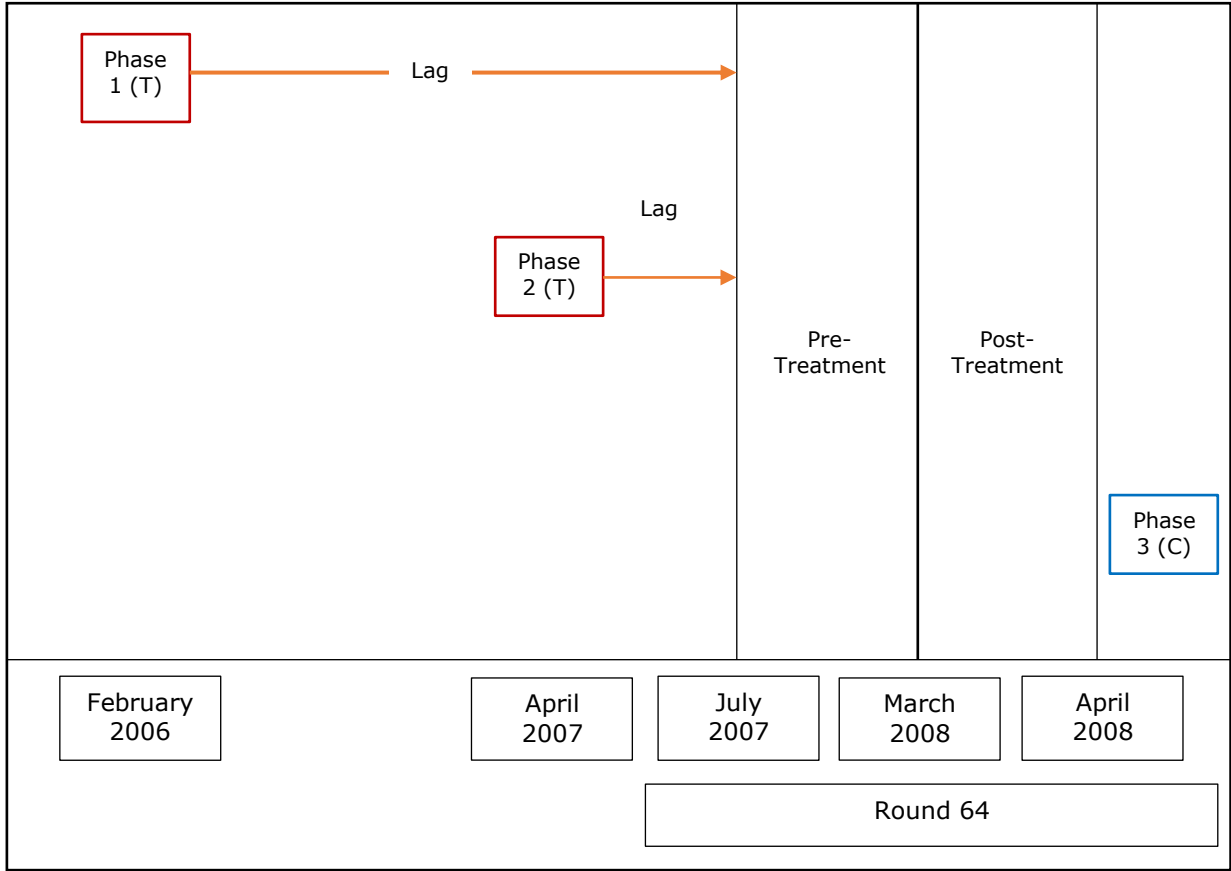 Phase
1 (T)
Lag
Lag
Phase
2 (T)
Pre-
Treatment
Post-
Treatment
Phase
3 (C)
February
2006
April
2007
July
2007
March
2008
April
2008
Round 64